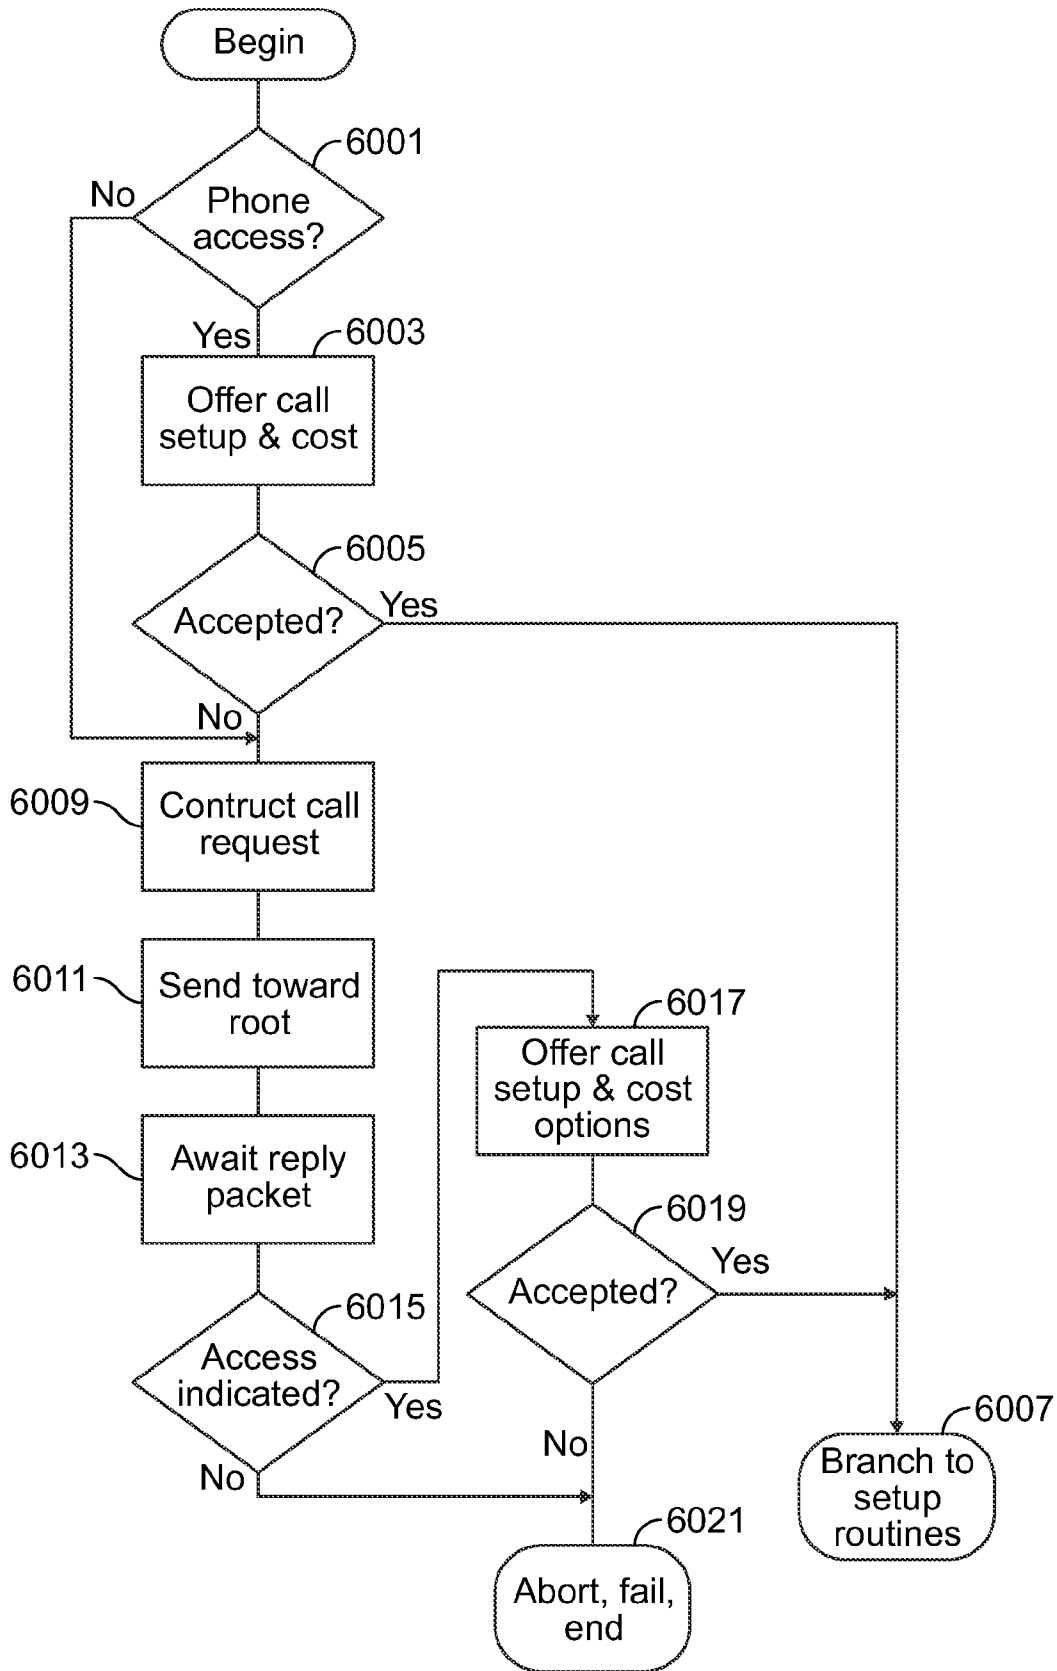 Begin
6001
No
Phone
access?
Yes
6003
Offer call
setup & cost
6005
Accepted?
Yes
No
6009
Contruct call
request
6011
Send toward
root
6017
Offer call
setup & cost
options
6013
Await reply
packet
6019
Accepted?
Yes
6015
Access
indicated?
Yes
No
No
6007
Branch to
setup
routines
6021
Abort, fail,
end